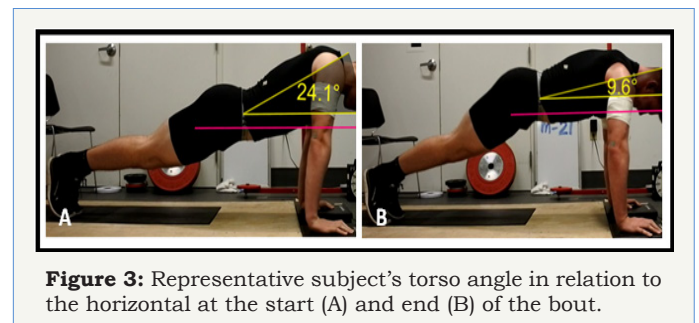 24.1°
9.6°
m-21
A
B
Figure 3: Representative subject's torso angle in relation to
the horizontal at the start (A) and end (B) of the bout.